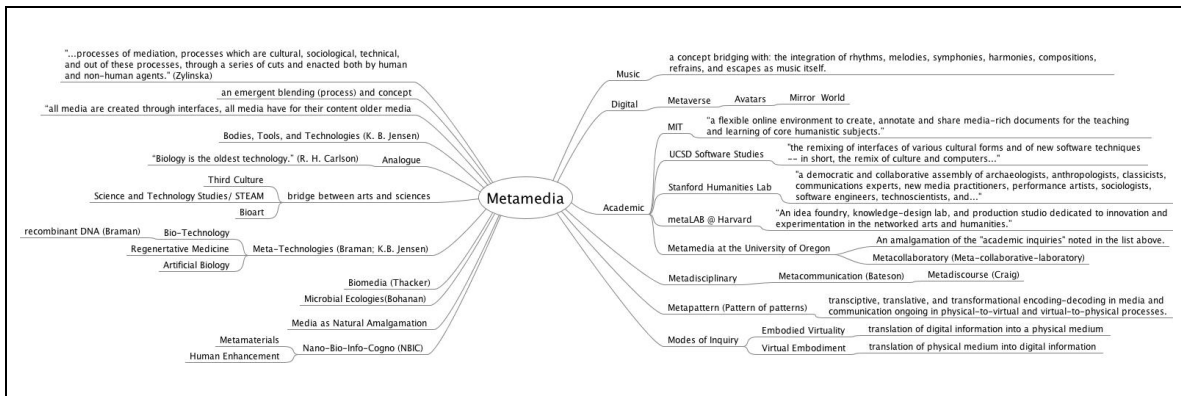 "...processes of mediation, processes which are cultural, sociological, technical,
and out of these processes, through a series of cuts and enacted both by human
and non-human agents." (Zylinska)
an emergent blending (process) and concept
"all media are created through interfaces, all media have for their content older media
Bodies, Tools, and Technologies (K. B. Jensen)
"Biology is the oldest technology." (R. H. Carlson)
Analogue
Third Culture
Science and Technology Studies/ STEAM
Bioart
bridge between arts and sciences
recombinant DNA (Braman)
Bio-Technology
Regenertative Medicine
Artificial Biology
Meta-Technologies (Braman; K.B. Jensen)
Biomedia (Thacker)
Microbial Ecologies(Bohanan)
Media as Natural Amalgamation
Metamaterials
Human Enhancement
Nano-Bio-Info-Cogno (NBIC)
Metamedia
Music
a concept bridging with: the integration of rhythms, melodies, symphonies, harmonies, compositions,
refrains, and escapes as music itself.
Digital
Metaverse
Avatars
Mirror World
Academic
MIT
"a flexible online environment to create, annotate and share media-rich documents for the teaching
and learning of core humanistic subjects."
UCSD Software Studies
"the remixing of interfaces of various cultural forms and of new software techniques
-- in short, the remix of culture and computers..."
Stanford Humanities Lab
"a democratic and collaborative assembly of archaeologists, anthropologists, classicists,
communications experts, new media practitioners, performance artists, sociologists,
software engineers, technoscientists, and..."
metaLAB @ Harvard
"An idea foundry, knowledge-design lab, and production studio dedicated to innovation and
experimentation in the networked arts and humanities."
Metamedia at the University of Oregon
An amalgamation of the "academic inquiries" noted in the list above.
Metacollaboratory (Meta-collaborative-laboratory)
Metadisciplinary
Metacommunication (Bateson)
Metadiscourse (Craig)
Metapattern (Pattern of patterns)
transciptive, translative, and transformational encoding-decoding in media and
communication ongoing in physical-to-virtual and virtual-to-physical processes.
Modes of Inquiry
Embodied Virtuality
translation of digital information into a physical medium
Virtual Embodiment
translation of physical medium into digital information